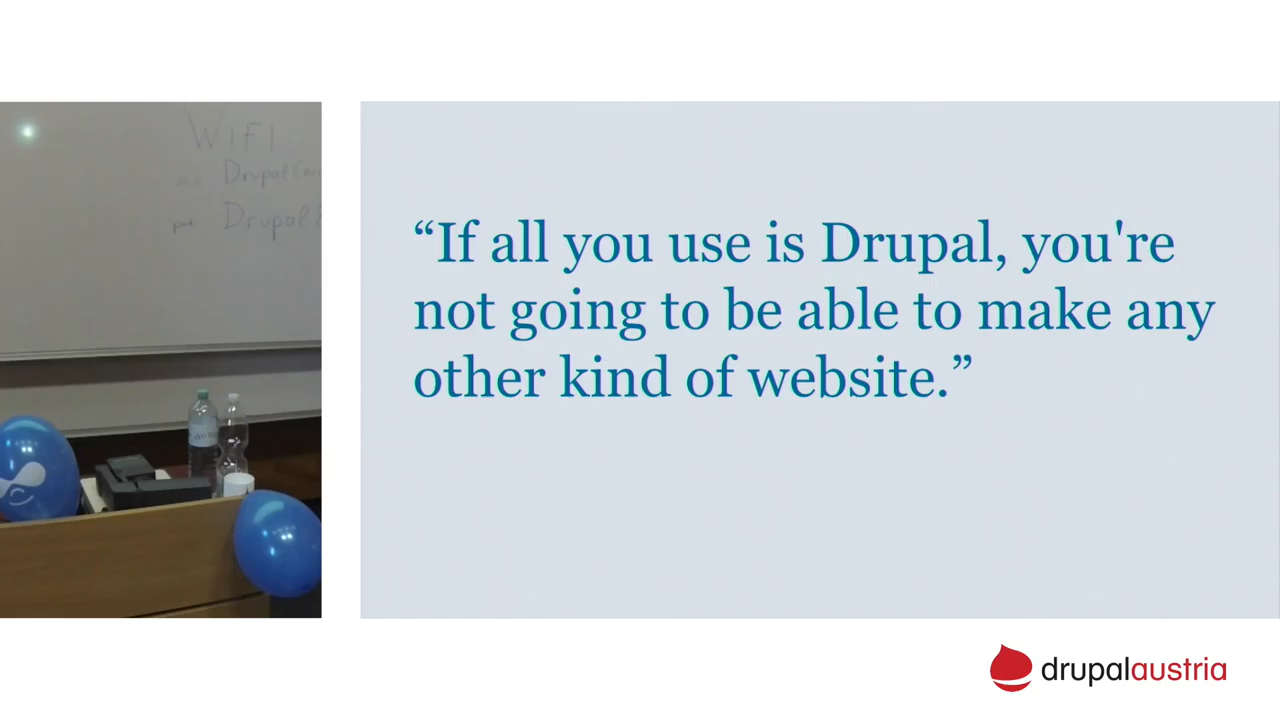 WIFI
Drupal
“If all you use is Drupal, you're
not going to be able to make any
other kind of website.”
drupalaustria